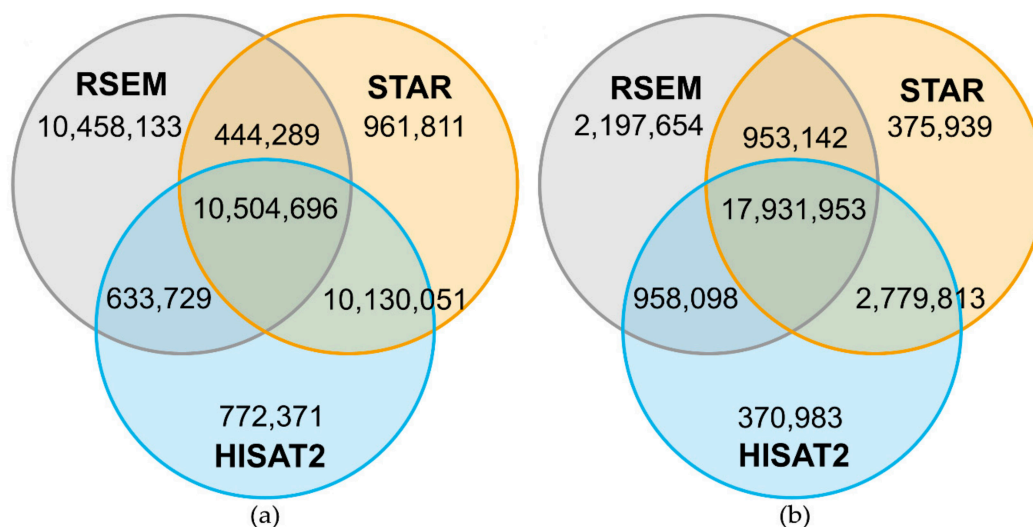 RSEM
10,458,133
STAR
961,811
444,289
10,504,696
633,729
10,130,051
772,371
HISAT2
(a)
RSEM
2,197,654
STAR
375,939
953,142
17,931,953
958,098
2,779,813
370,983
HISAT2
(b)